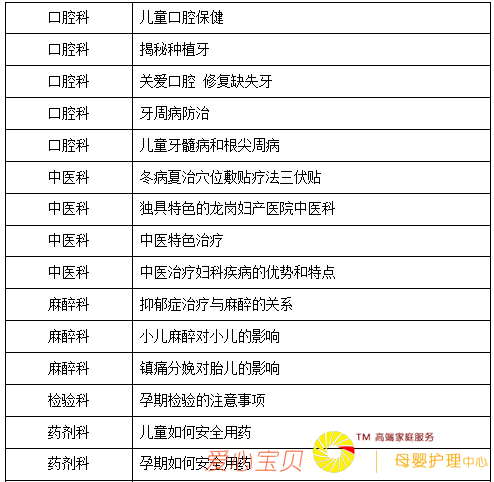 口腔科 儿童口腔保健
口腔科 揭秘种植牙
口腔科 关爱口腔 修复缺失牙
口腔科 牙周病防治
口腔科 儿童牙髓病和根尖周病
中医科 冬病夏治穴位敷贴疗法三伏贴
中医科 独具特色的龙岗妇产医院中医科
中医科 中医特色治疗
中医科 中医治疗妇科疾病的优势和特点
麻醉科 抑郁症治疗与麻醉的关系
麻醉科 小儿麻醉对小儿的影响
麻醉科 镇痛分娩对胎儿的影响
检验科 孕期检验的注意事项
药剂科 儿童如何安全用药
药剂科 孕期如何安全用药
爱心宝贝
TM 高端家庭服务
母婴护理中心